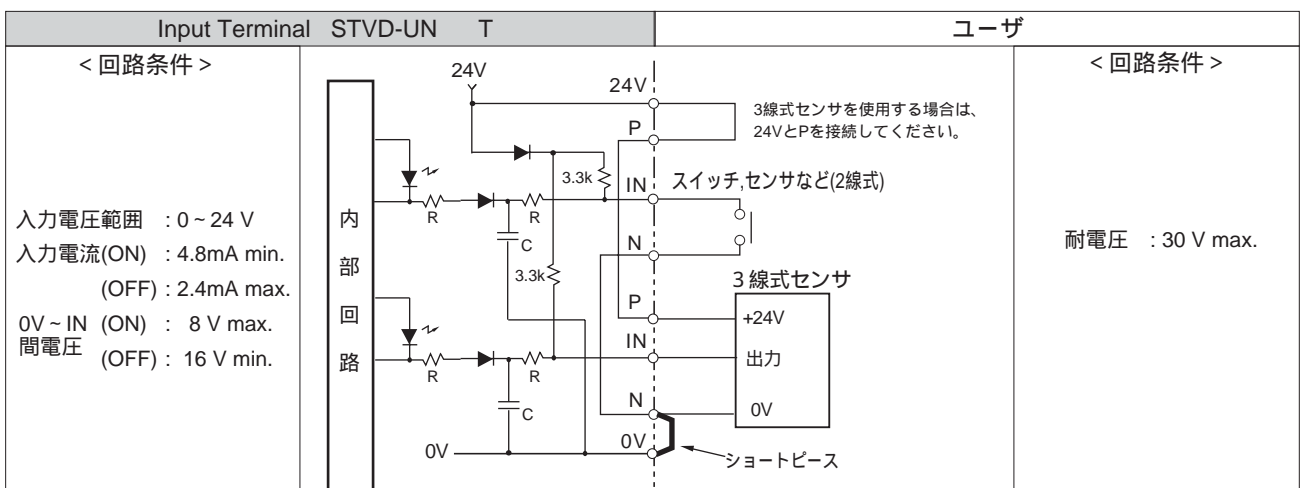 Input Terminal STVD-UN T
ユーザ
<回路条件>
入力電圧範囲 : 0~24 V
入力電流(ON) : 4.8mA min.
(OFF) : 2.4mA max.
0V~IN (ON) : 8 V max.
間電圧
(OFF) : 16 V min.
内部回路
24V
24V
P
3.3k
IN
R
R
C
N
3.3k
P
IN
R
R
C
N
0V
0V
3線式センサを使用する場合は、
24VとPを接続してください。
スイッチ,センサなど(2線式)
3線式センサ
+24V
出力
0V
ショートピース
<回路条件>
耐電圧 : 30 V max.